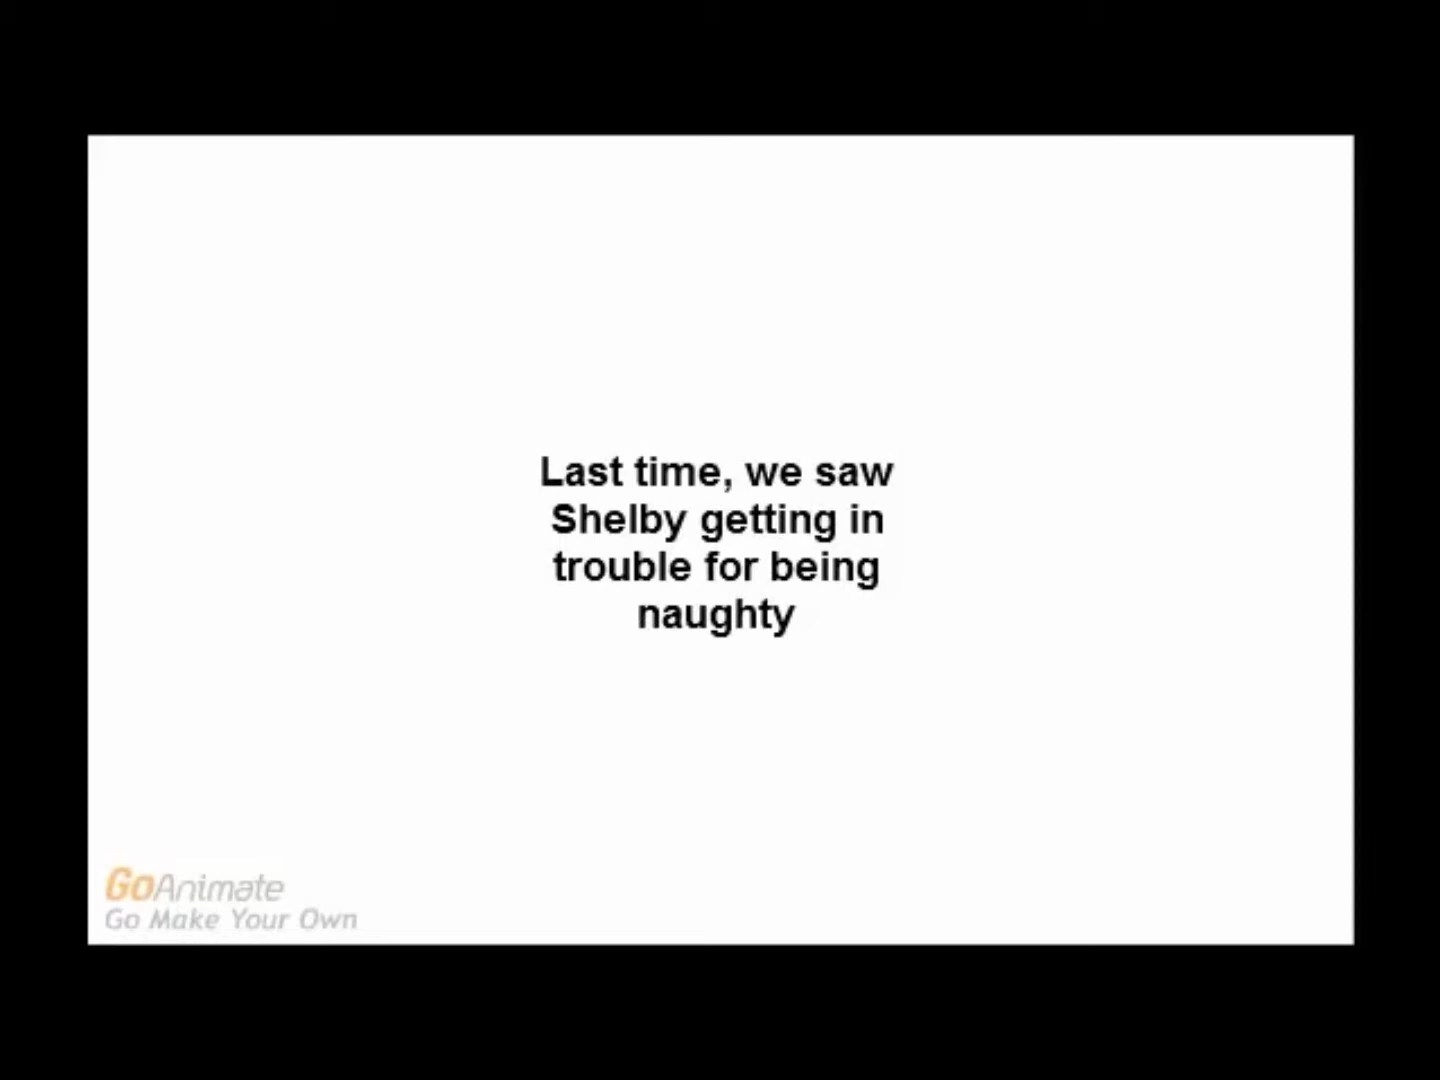 Last time, we saw
Shelby getting in
trouble for being
naughty
GoAnimate
Go Make Your Own